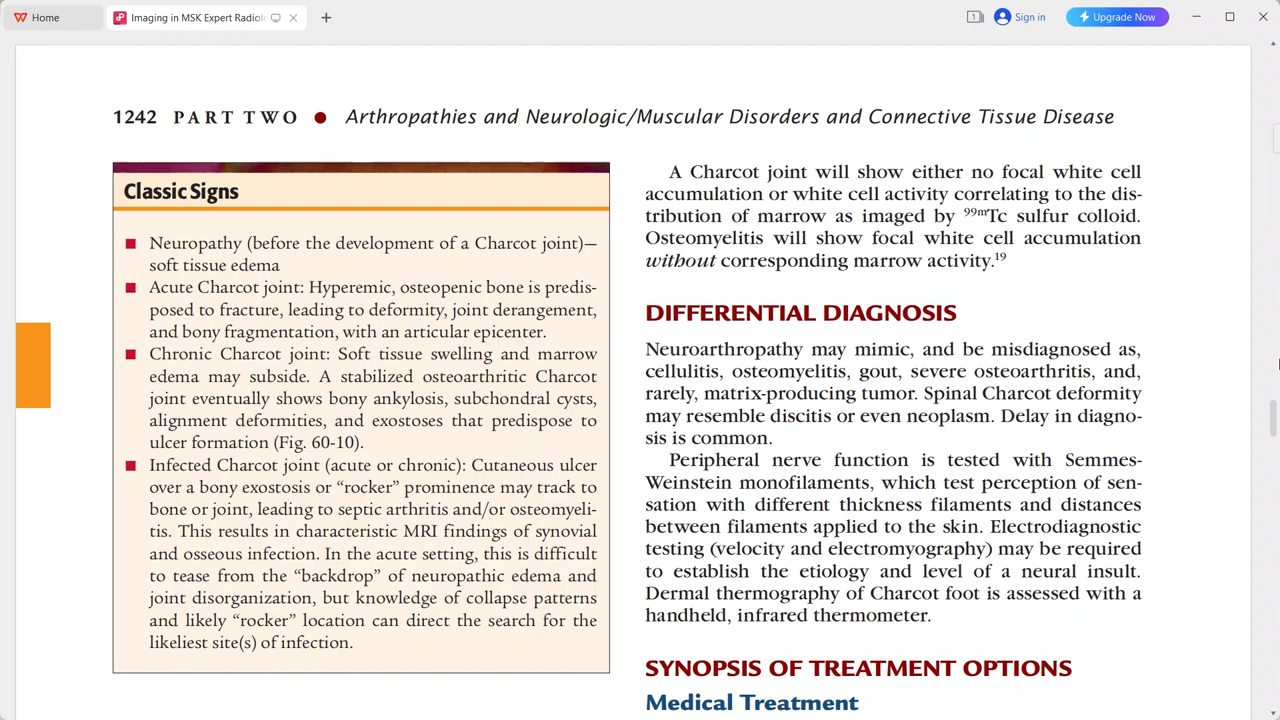 Home
Imaging in MSK Expert Radiolo
1
Sign in
Upgrade Now
1242 PART TWO ● Arthropathies and Neurologic/Muscular Disorders and Connective Tissue Disease
Classic Signs
■ Neuropathy (before the development of a Charcot joint)—
soft tissue edema
■ Acute Charcot joint: Hyperemic, osteopenic bone is predis-
posed to fracture, leading to deformity, joint derangement,
and bony fragmentation, with an articular epicenter.
■ Chronic Charcot joint: Soft tissue swelling and marrow
edema may subside. A stabilized osteoarthritic Charcot
joint eventually shows bony ankylosis, subchondral cysts,
alignment deformities, and exostoses that predispose to
ulcer formation (Fig. 60-10).
■ Infected Charcot joint (acute or chronic): Cutaneous ulcer
over a bony exostosis or “rocker” prominence may track to
bone or joint, leading to septic arthritis and/or osteomyeli-
tis. This results in characteristic MRI findings of synovial
and osseous infection. In the acute setting, this is difficult
to tease from the “backdrop” of neuropathic edema and
joint disorganization, but knowledge of collapse patterns
and likely “rocker” location can direct the search for the
likeliest site(s) of infection.
A Charcot joint will show either no focal white cell
accumulation or white cell activity correlating to the dis-
tribution of marrow as imaged by ⁹⁹ᵐTc sulfur colloid.
Osteomyelitis will show focal white cell accumulation
without corresponding marrow activity.¹⁹
DIFFERENTIAL DIAGNOSIS
Neuroarthropathy may mimic, and be misdiagnosed as,
cellulitis, osteomyelitis, gout, severe osteoarthritis, and,
rarely, matrix-producing tumor. Spinal Charcot deformity
may resemble discitis or even neoplasm. Delay in diagno-
sis is common.
Peripheral nerve function is tested with Semmes-
Weinstein monofilaments, which test perception of sen-
sation with different thickness filaments and distances
between filaments applied to the skin. Electrodiagnostic
testing (velocity and electromyography) may be required
to establish the etiology and level of a neural insult.
Dermal thermography of Charcot foot is assessed with a
handheld, infrared thermometer.
SYNOPSIS OF TREATMENT OPTIONS
Medical Treatment